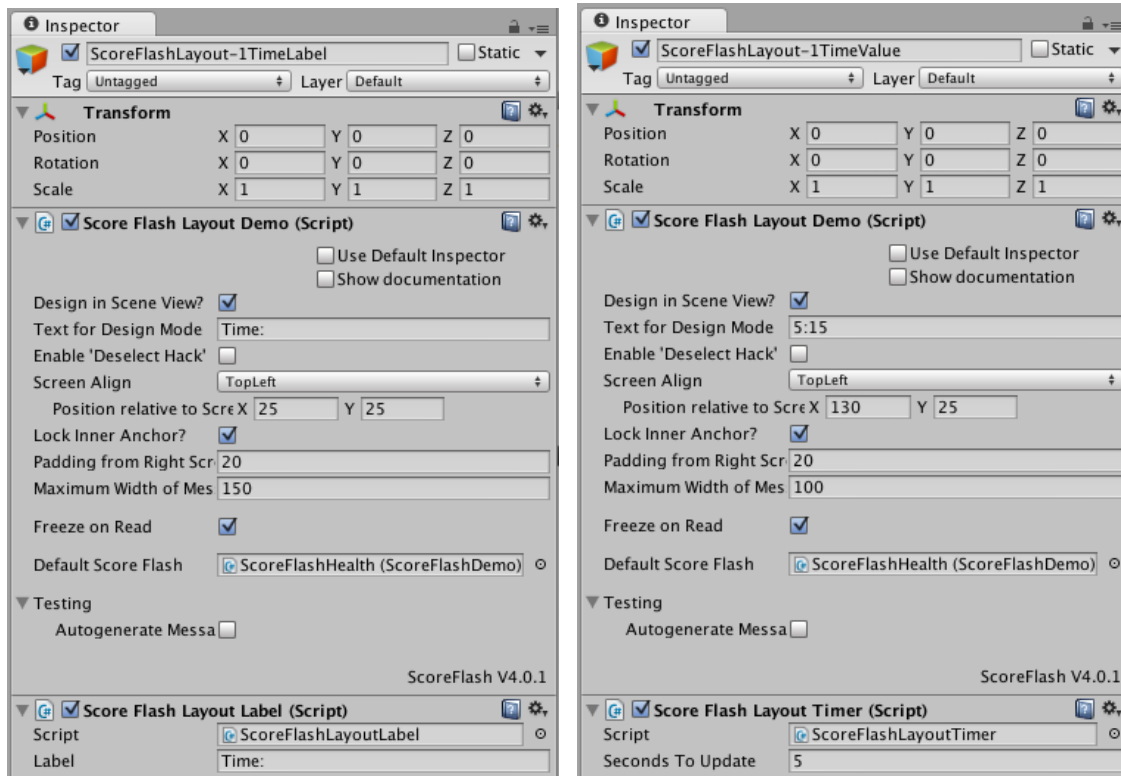 Inspector
ScoreFlashLayout-1TimeLabel Static
Tag Untagged Layer Default
Transform
Position X 0 Y 0 Z 0
Rotation X 0 Y 0 Z 0
Scale X 1 Y 1 Z 1
Score Flash Layout Demo (Script)
Use Default Inspector
Show documentation
Design in Scene View?
Text for Design Mode Time:
Enable 'Deselect Hack'
Screen Align TopLeft
Position relative to Scre X 25 Y 25
Lock Inner Anchor?
Padding from Right Scr 20
Maximum Width of Mes 150
Freeze on Read
Default Score Flash ScoreFlashHealth (ScoreFlashDemo)
Testing
Autogenerate Messa
ScoreFlash V4.0.1
Score Flash Layout Label (Script)
Script ScoreFlashLayoutLabel
Label Time:
Inspector
ScoreFlashLayout-1TimeValue Static
Tag Untagged Layer Default
Transform
Position X 0 Y 0 Z 0
Rotation X 0 Y 0 Z 0
Scale X 1 Y 1 Z 1
Score Flash Layout Demo (Script)
Use Default Inspector
Show documentation
Design in Scene View?
Text for Design Mode 5:15
Enable 'Deselect Hack'
Screen Align TopLeft
Position relative to Scre X 130 Y 25
Lock Inner Anchor?
Padding from Right Scr 20
Maximum Width of Mes 100
Freeze on Read
Default Score Flash ScoreFlashHealth (ScoreFlashDemo)
Testing
Autogenerate Messa
ScoreFlash V4.0.1
Score Flash Layout Timer (Script)
Script ScoreFlashLayoutTimer
Seconds To Update 5